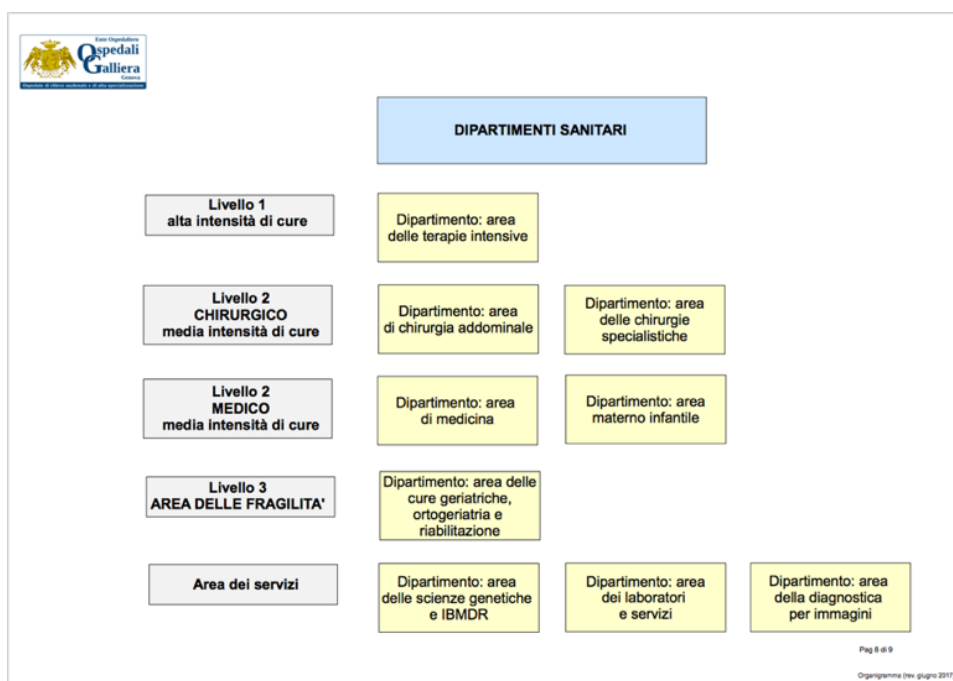 Ente Ospedaliero
Ospedali
Galliera
Genova
Ospedale di rilievo nazionale e di alta specializzazione
DIPARTIMENTI SANITARI
Livello 1
alta intensità di cure
Dipartimento: area
delle terapie intensive
Livello 2
CHIRURGICO
media intensità di cure
Dipartimento: area
di chirurgia addominale
Dipartimento: area
delle chirurgie
specialistiche
Livello 2
MEDICO
media intensità di cure
Dipartimento: area
di medicina
Dipartimento: area
materno infantile
Livello 3
AREA DELLE FRAGILITA'
Dipartimento: area delle
cure geriatriche,
ortogeriatria e
riabilitazione
Area dei servizi
Dipartimento: area
delle scienze genetiche
e IBMDR
Dipartimento: area
dei laboratori
e servizi
Dipartimento: area
della diagnostica
per immagini
Pag 8 di 9
Organigramma (rev. giugno 2017)